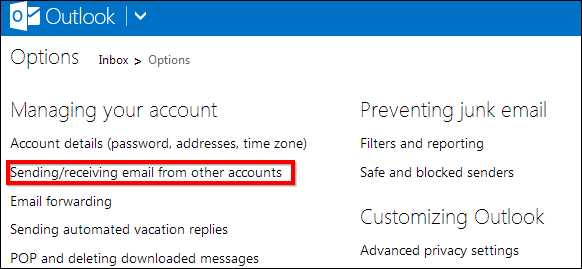 Outlook
Options Inbox > Options
Managing your account
Account details (password, addresses, time zone)
Sending/receiving email from other accounts
Email forwarding
Sending automated vacation replies
POP and deleting downloaded messages
Preventing junk email
Filters and reporting
Safe and blocked senders
Customizing Outlook
Advanced privacy settings